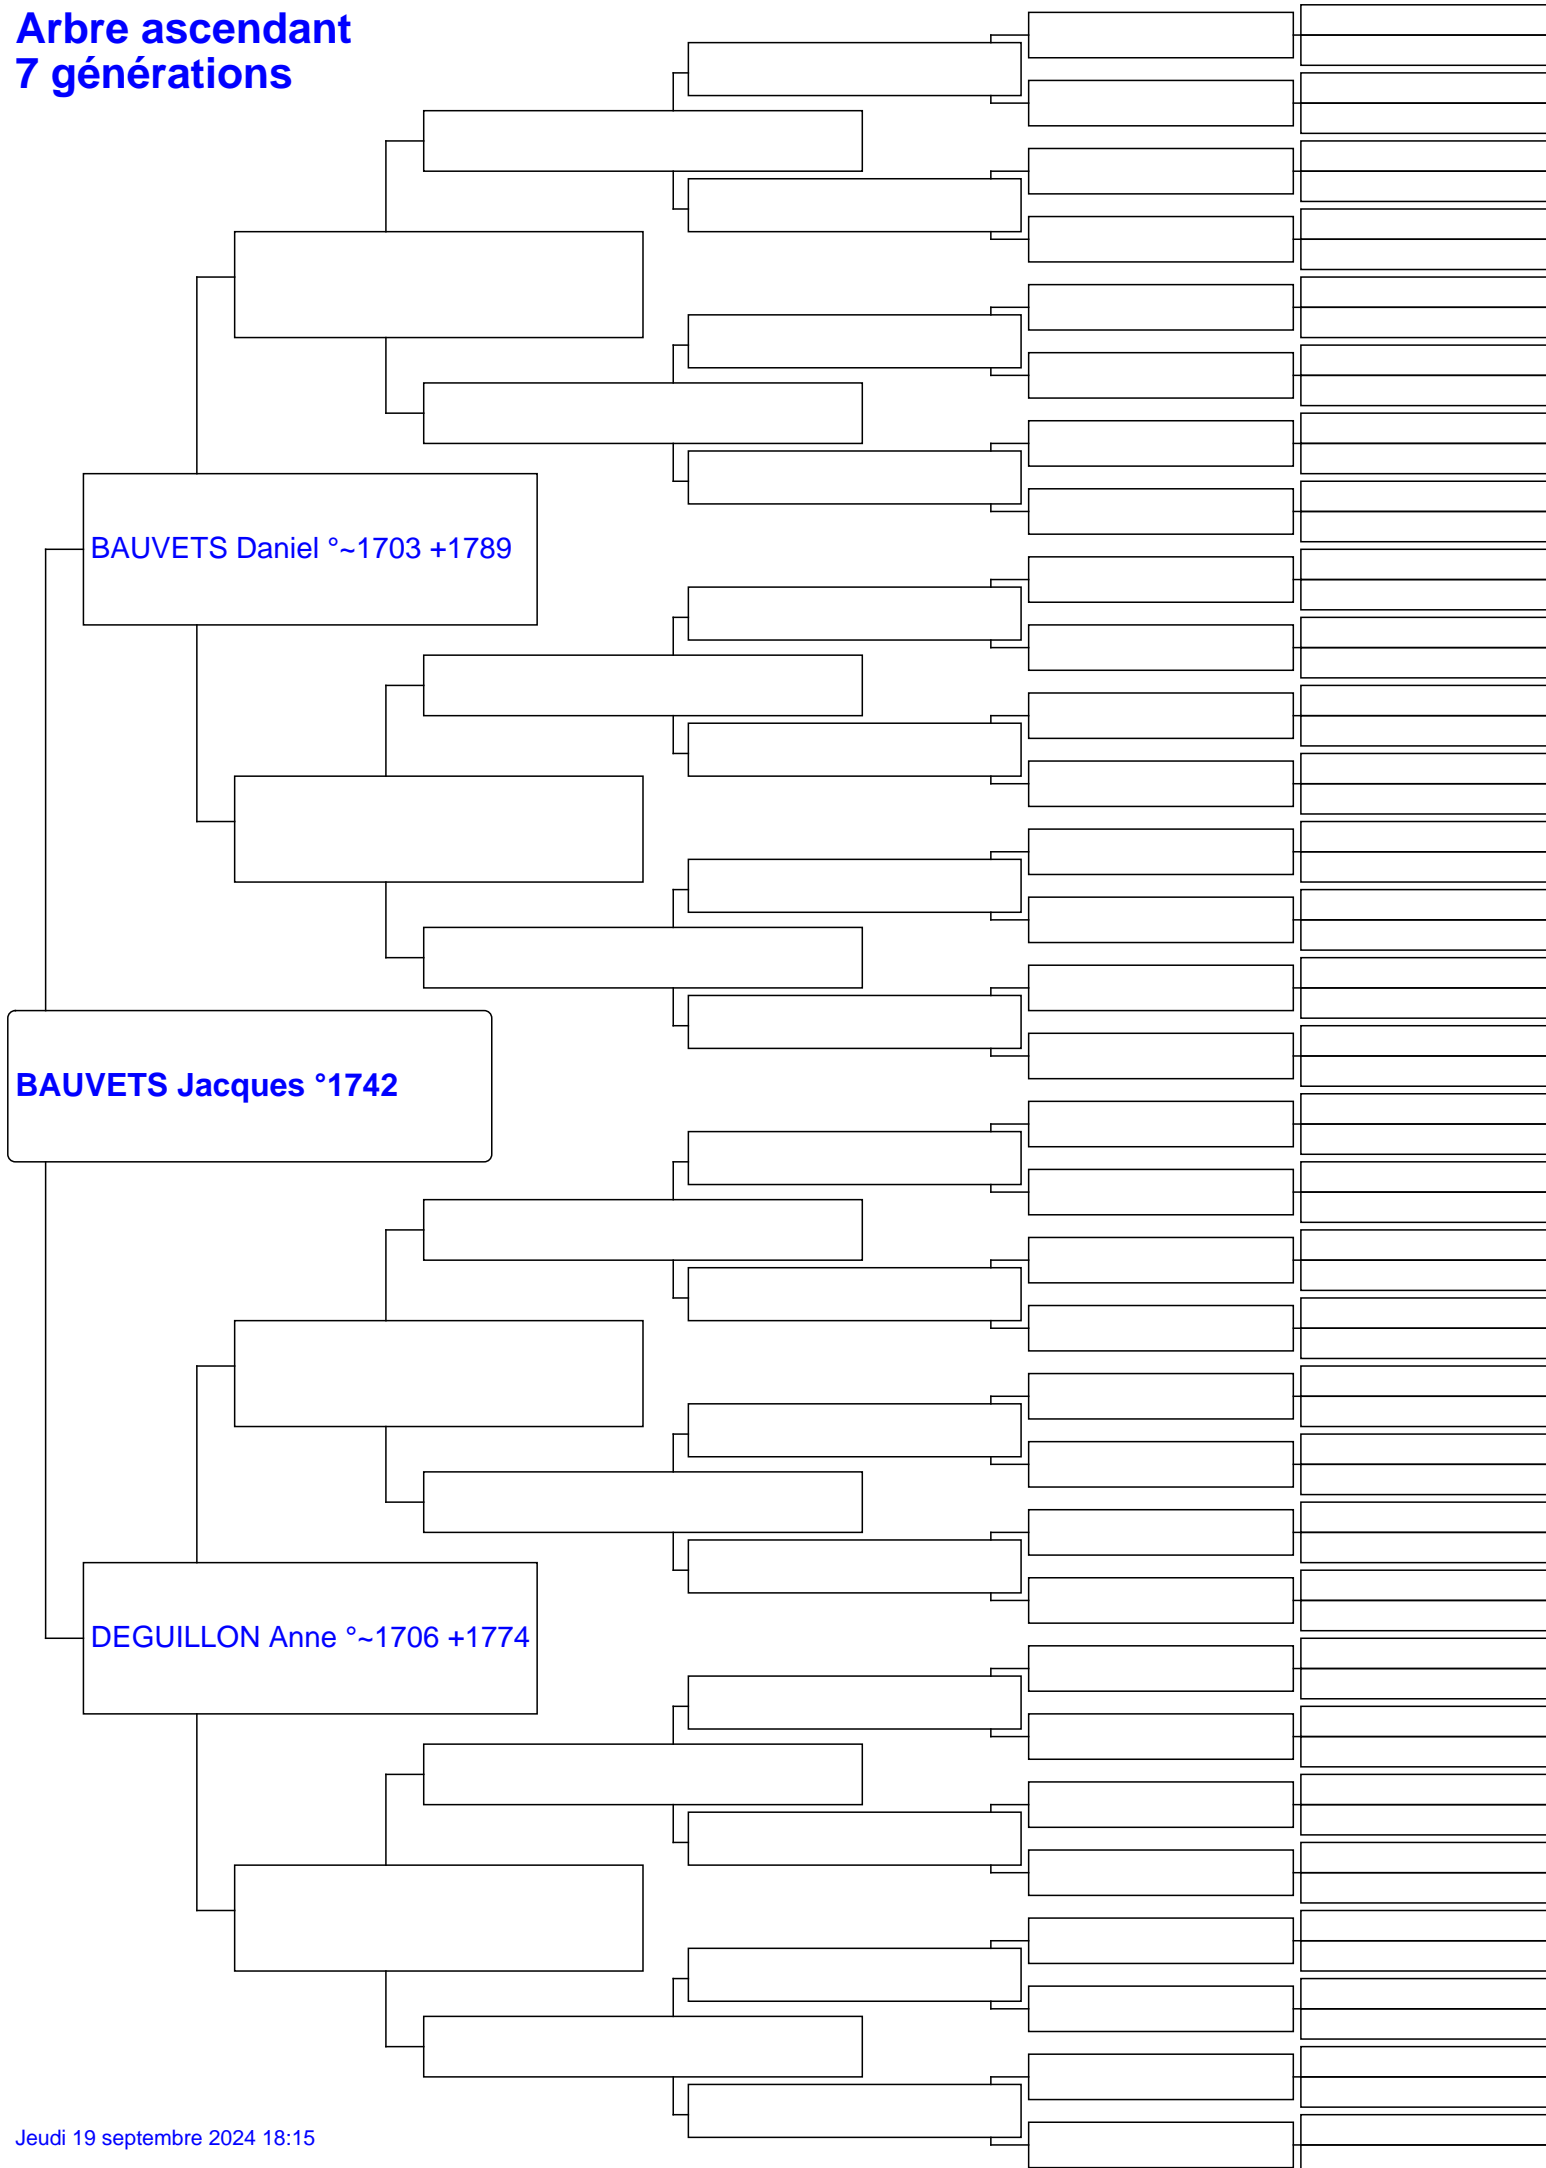 Arbre ascendant
7 générations
BAUVETS Daniel °~1703 +1789
BAUVETS Jacques °1742
DEGUILLON Anne °~1706 +1774
Jeudi 19 septembre 2024 18:15